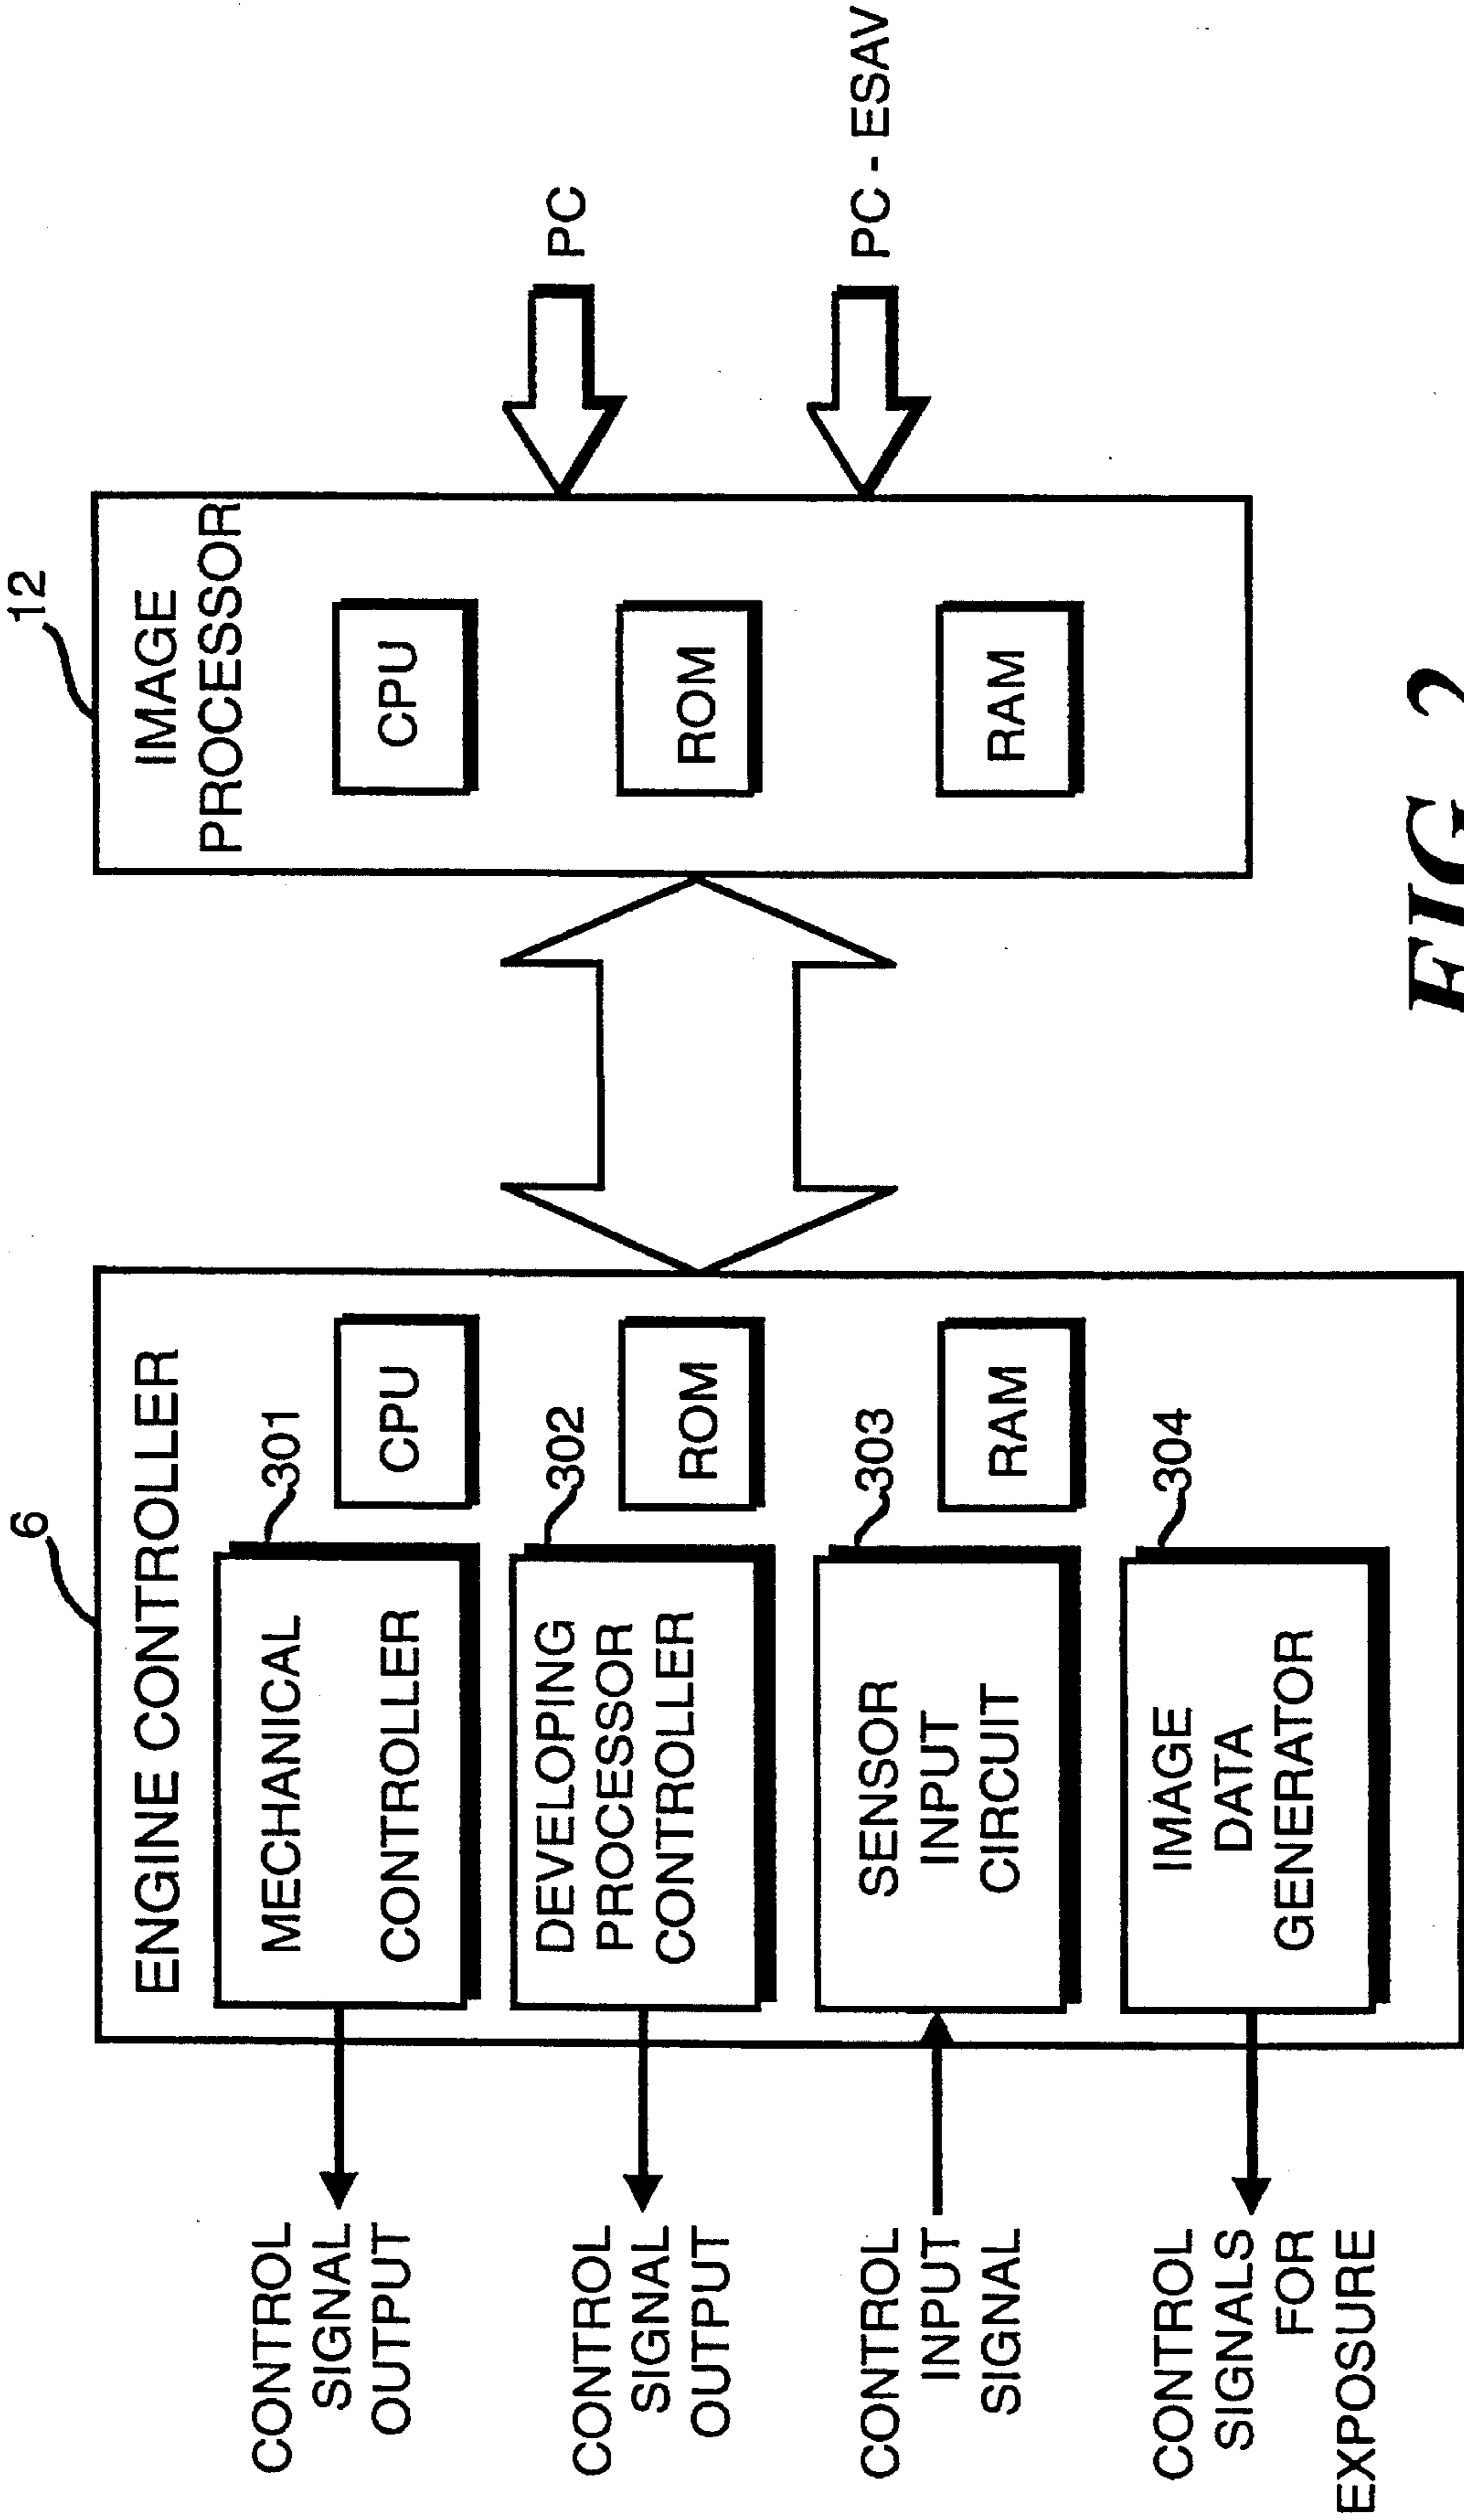 6
ENGINE CONTROLLER
CONTROL
SIGNAL
OUTPUT
MECHANICAL
CONTROLLER
301
CPU
CONTROL
SIGNAL
OUTPUT
DEVELOPING
PROCESSOR
CONTROLLER
302
ROM
CONTROL
INPUT
SIGNAL
SENSOR
INPUT
CIRCUIT
303
RAM
CONTROL
SIGNALS
FOR
EXPOSURE
IMAGE
DATA
GENERATOR
304
12
IMAGE
PROCESSOR
CPU
ROM
RAM
PC
PC - ESAV
FIG. 2